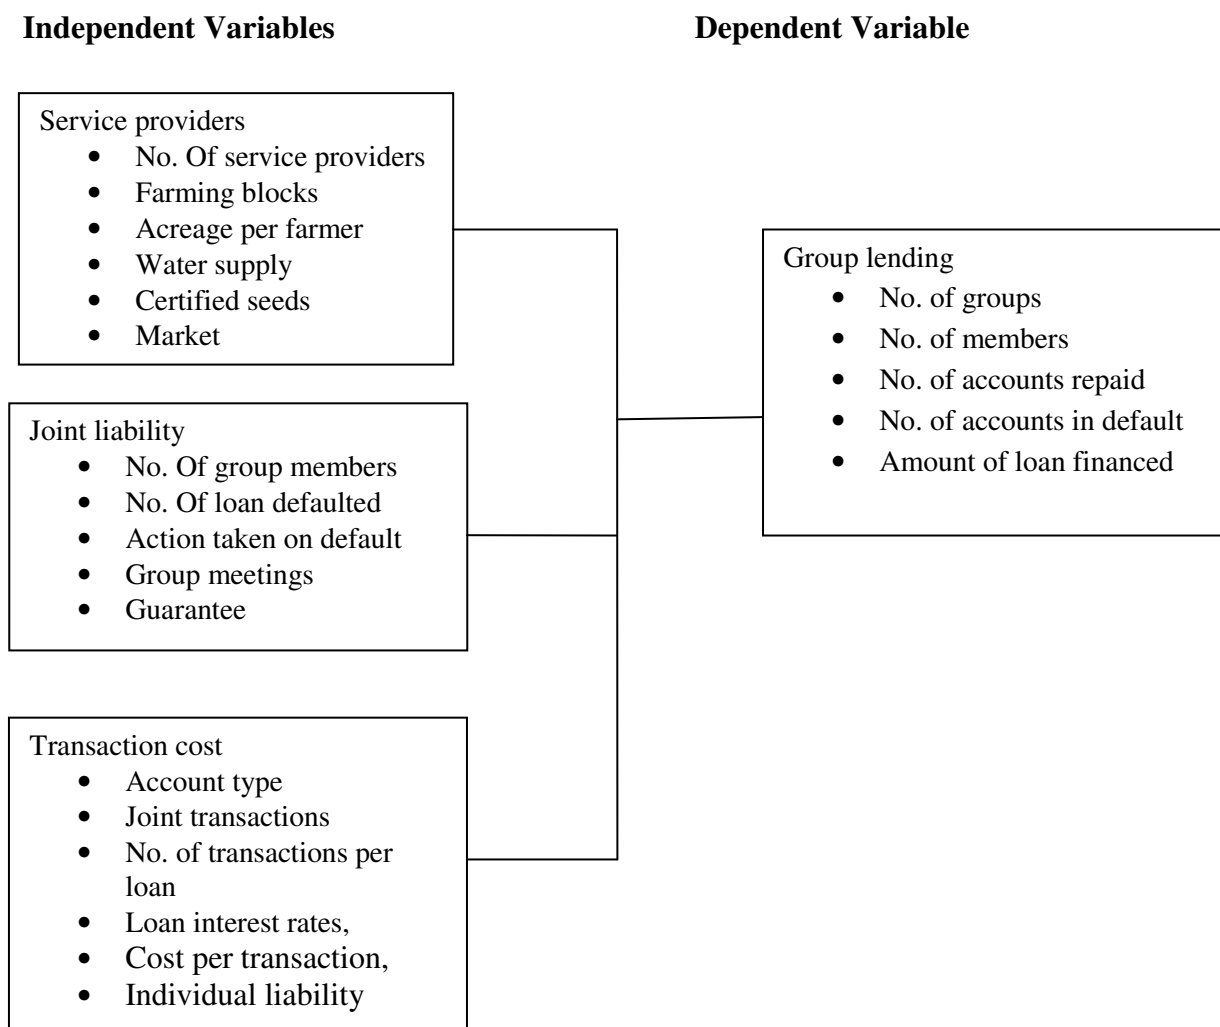 Independent Variables
Dependent Variable
Service providers
• No. Of service providers
• Farming blocks
• Acreage per farmer
• Water supply
• Certified seeds
• Market
Joint liability
• No. Of group members
• No. Of loan defaulted
• Action taken on default
• Group meetings
• Guarantee
Transaction cost
• Account type
• Joint transactions
• No. of transactions per
loan
• Loan interest rates,
• Cost per transaction,
• Individual liability
Group lending
• No. of groups
• No. of members
• No. of accounts repaid
• No. of accounts in default
• Amount of loan financed